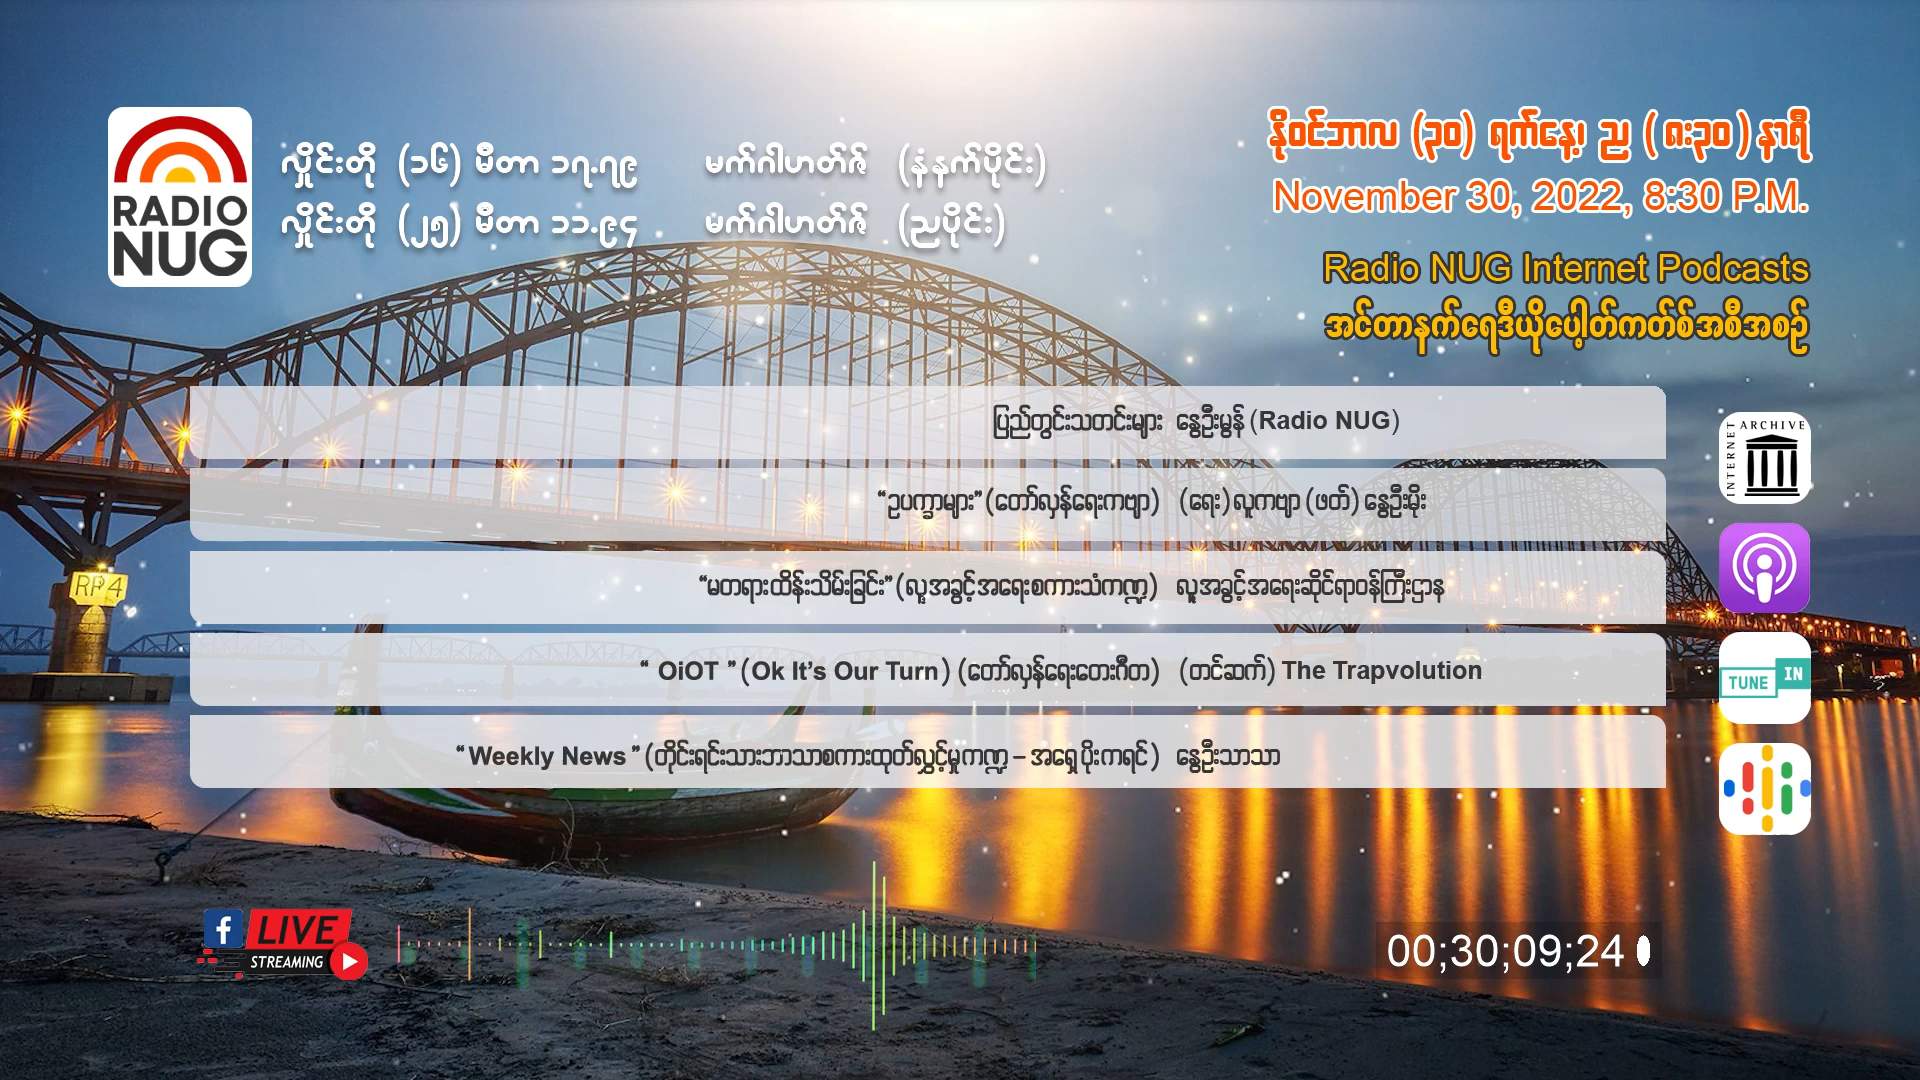 RADIO
NUG
လှိုင်းတို (၁၆) မီတာ ၁၇.၇၉ မက်ဂါဟတ်ဇ် (နံနက်ပိုင်း)
လှိုင်းတို (၂၅) မီတာ ၁၁.၉၄ မက်ဂါဟတ်ဇ် (ညပိုင်း)
နိုဝင်ဘာလ (၃၀) ရက်နေ့၊ ည (၈း၃၀) နာရီ
November 30, 2022, 8:30 P.M.
Radio NUG Internet Podcasts
အင်တာနက်ရေဒီယိုပေါ့တ်ကတ်စ်အစီအစဉ်
ပြည်တွင်းသတင်းများ နွေဦးမွန် (Radio NUG)
“ဥပက္ခာများ” (တော်လှန်ရေးကဗျာ) (ရေး) လူကဗျာ (ဖတ်) နွေဦးမိုး
“မတရားထိန်းသိမ်းခြင်း” (လူ့အခွင့်အရေးစကားသံကဏ္ဍ) လူ့အခွင့်အရေးဆိုင်ရာဝန်ကြီးဌာန
“ OiOT ” (Ok It’s Our Turn) (တော်လှန်ရေးတေးဂီတ) (တင်ဆက်) The Trapvolution
“ Weekly News ” (တိုင်းရင်းသားဘာသာစကားထုတ်လွှင့်မှုကဏ္ဍ – အရှေ့ပိုးကရင်) နွေဦးသာသာ
INTERNET ARCHIVE
TUNE IN
RP4
f LIVE
STREAMING
00;30;09;24